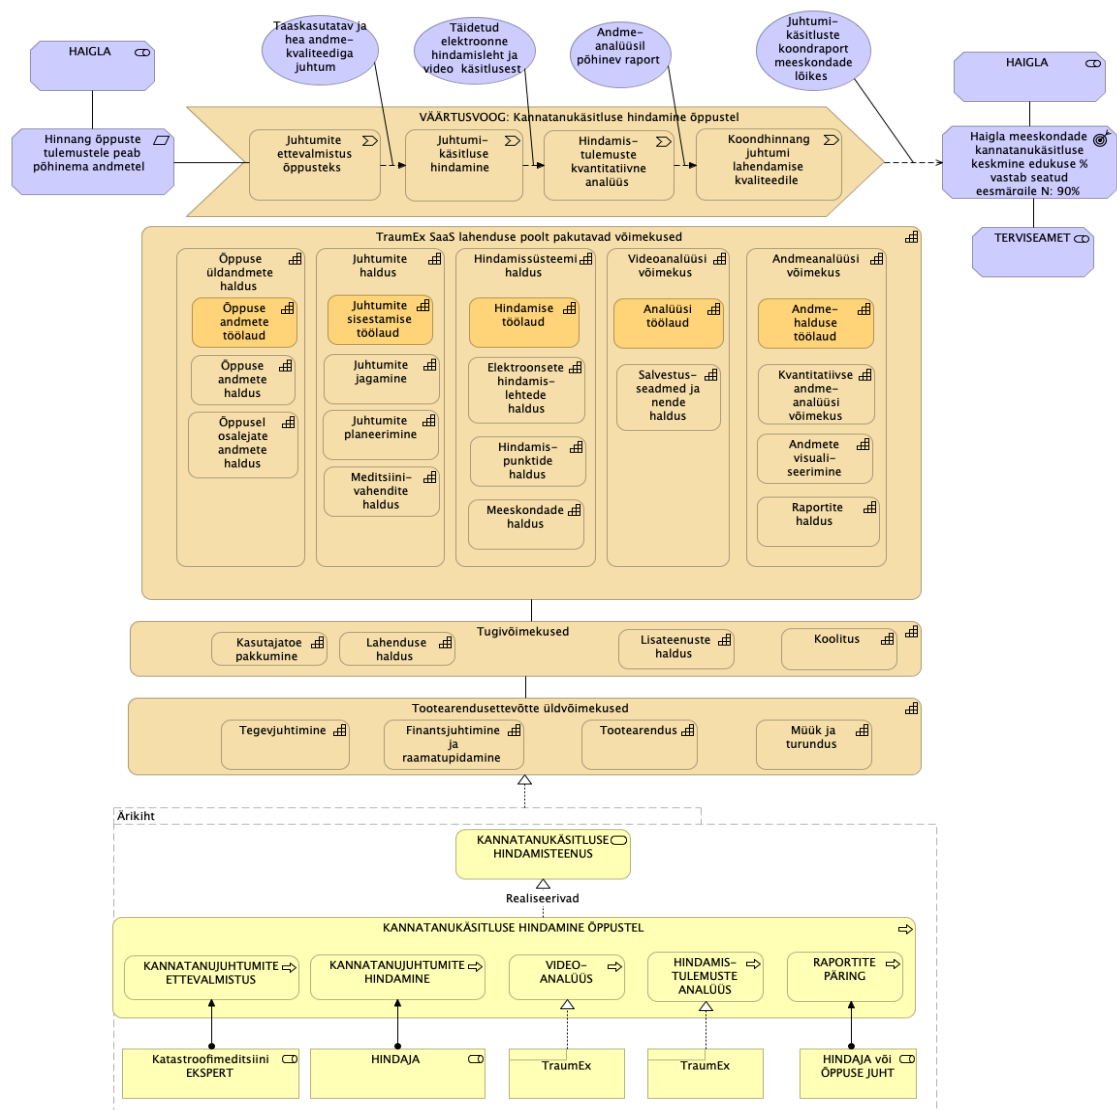 Taaskasutatav ja
hea andme-
kvaliteediga
juhtum
Täidetud
elektroonne
hindamisleht ja
video käsitlusest
Andme-
analüüsil
põhinev raport
Juhtumi-
käsitluste
koondraport
meeskondade
lõikes
HAIGLA
HAIGLA
Hinnang õppuste
tulemustele peab
põhinema andmetel
VÄÄRTUSVOOG: Kannatanukäsitluse hindamine õppustel
Juhtumite
ettevalmistus
õppusteks
Juhtumi-
käsitluse
hindamine
Hindamis-
tulemuste
kvantitatiivne
analüüs
Koondhinnang
juhtumi
lahendamise
kvaliteedile
Haigla meeskondade
kannatanukäsitluse
keskmine edukuse %
vastab seatud
eesmärgile N: 90%
TERVISEAMET
TraumEx SaaS lahenduse poolt pakutavad võimekused
Õppuse
üldandmete
haldus
Õppuse
andmete
töölaud
Õppuse
andmete
haldus
Õppusel
osalejate
andmete
haldus
Juhtumite
haldus
Juhtumite
sisestamise
töölaud
Juhtumite
jagamine
Juhtumite
planeerimine
Meditsiini-
vahendite
haldus
Hindamissüsteemi
haldus
Hindamise
töölaud
Elektroonsete
hindamis-
lehtede
haldus
Hindamis-
punktide
haldus
Meeskondade
haldus
Videoanalüüsi
võimekus
Analüüsi
töölaud
Salvestus-
seadmed ja
nende
haldus
Andmeanalüüsi
võimekus
Andme-
halduse
töölaud
Kvantitatiivse
andme-
analüüsi
võimekus
Andmete
visuali-
seerimine
Raportite
haldus
Tugivõimekused
Kasutajatoe
pakkumine
Lahenduse
haldus
Lisateenuste
haldus
Koolitus
Tootearendusettevõtte üldvõimekused
Tegevjuhtimine
Finantsjuhtimine
ja
raamatupidamine
Tootearendus
Müük ja
turundus
Ärikiht
KANNATANUKÄSITLUSE
HINDAMISTEENUS
Realiseerivad
KANNATANUKÄSITLUSE HINDAMINE ÕPPUSTEL
KANNATANUJUHTUMITE
ETTEVALMISTUS
KANNATANUJUHTUMITE
HINDAMINE
VIDEO-
ANALÜÜS
HINDAMIS-
TULEMUSTE
ANALÜÜS
RAPORTITE
PÄRING
Katastroofimeditsiini
EKSPERT
HINDAJA
TraumEx
TraumEx
HINDAJA või
ÕPPUSE JUHT